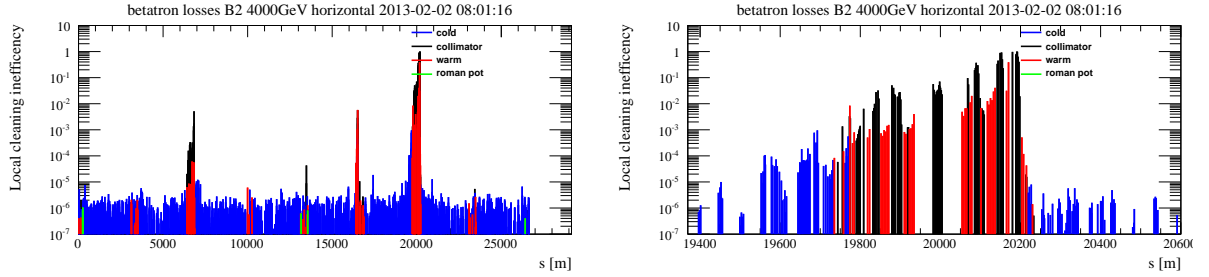 betatron losses B2 4000GeV horizontal 2013-02-02 08:01:16
Local cleaning inefficency
1
10-1
10-2
10-3
10-4
10-5
10-6
10-7
cold
collimator
warm
roman pot
0 5000 10000 15000 20000 25000
s [m]
betatron losses B2 4000GeV horizontal 2013-02-02 08:01:16
Local cleaning inefficency
1
10-1
10-2
10-3
10-4
10-5
10-6
10-7
cold
collimator
warm
roman pot
19400 19600 19800 20000 20200 20400 20600
s [m]